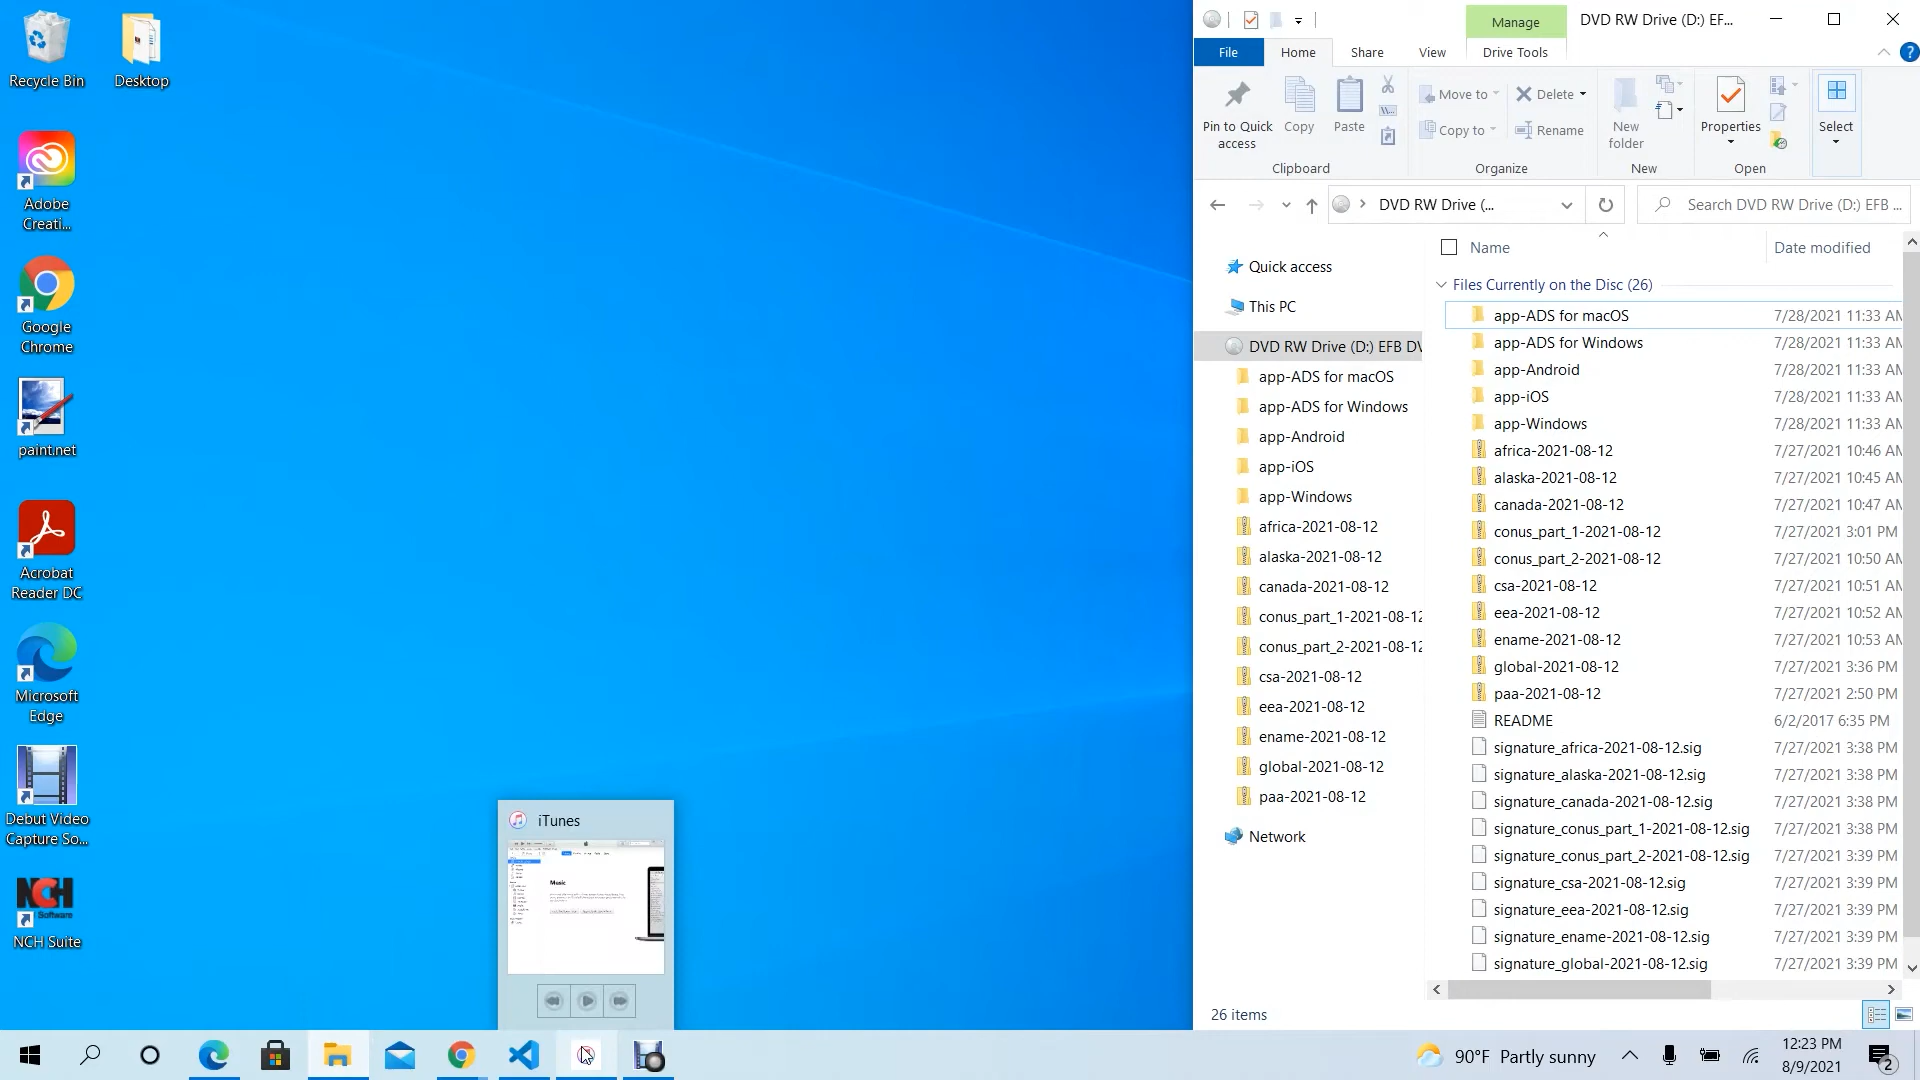 Recycle Bin
Desktop
Adobe
Creati...
Google
Chrome
paint.net
Acrobat
Reader DC
Microsoft
Edge
Debut Video
Capture So...
NCH
Software
NCH Suite
iTunes
Music
Manage
DVD RW Drive (D:) EF...
File
Home
Share
View
Drive Tools
Pin to Quick
access
Copy
Paste
Clipboard
Move to
Copy to
Delete
Rename
Organize
New
folder
New
Properties
Open
Select
DVD RW Drive (...
Search DVD RW Drive (D:) EFB ...
Quick access
This PC
DVD RW Drive (D:) EFB DV
app-ADS for macOS
app-ADS for Windows
app-Android
app-iOS
app-Windows
africa-2021-08-12
alaska-2021-08-12
canada-2021-08-12
conus_part_1-2021-08-12
conus_part_2-2021-08-12
csa-2021-08-12
eea-2021-08-12
ename-2021-08-12
global-2021-08-12
paa-2021-08-12
Network
Name Date modified
Files Currently on the Disc (26)
app-ADS for macOS 7/28/2021 11:33 AM
app-ADS for Windows 7/28/2021 11:33 AM
app-Android 7/28/2021 11:33 AM
app-iOS 7/28/2021 11:33 AM
app-Windows 7/28/2021 11:33 AM
africa-2021-08-12 7/27/2021 10:46 AM
alaska-2021-08-12 7/27/2021 10:45 AM
canada-2021-08-12 7/27/2021 10:47 AM
conus_part_1-2021-08-12 7/27/2021 3:01 PM
conus_part_2-2021-08-12 7/27/2021 10:50 AM
csa-2021-08-12 7/27/2021 10:51 AM
eea-2021-08-12 7/27/2021 10:52 AM
ename-2021-08-12 7/27/2021 10:53 AM
global-2021-08-12 7/27/2021 3:36 PM
paa-2021-08-12 7/27/2021 2:50 PM
README 6/2/2017 6:35 PM
signature_africa-2021-08-12.sig 7/27/2021 3:38 PM
signature_alaska-2021-08-12.sig 7/27/2021 3:38 PM
signature_canada-2021-08-12.sig 7/27/2021 3:38 PM
signature_conus_part_1-2021-08-12.sig 7/27/2021 3:38 PM
signature_conus_part_2-2021-08-12.sig 7/27/2021 3:39 PM
signature_csa-2021-08-12.sig 7/27/2021 3:39 PM
signature_eea-2021-08-12.sig 7/27/2021 3:39 PM
signature_ename-2021-08-12.sig 7/27/2021 3:39 PM
signature_global-2021-08-12.sig 7/27/2021 3:39 PM
26 items
90°F Partly sunny
12:23 PM
8/9/2021
2